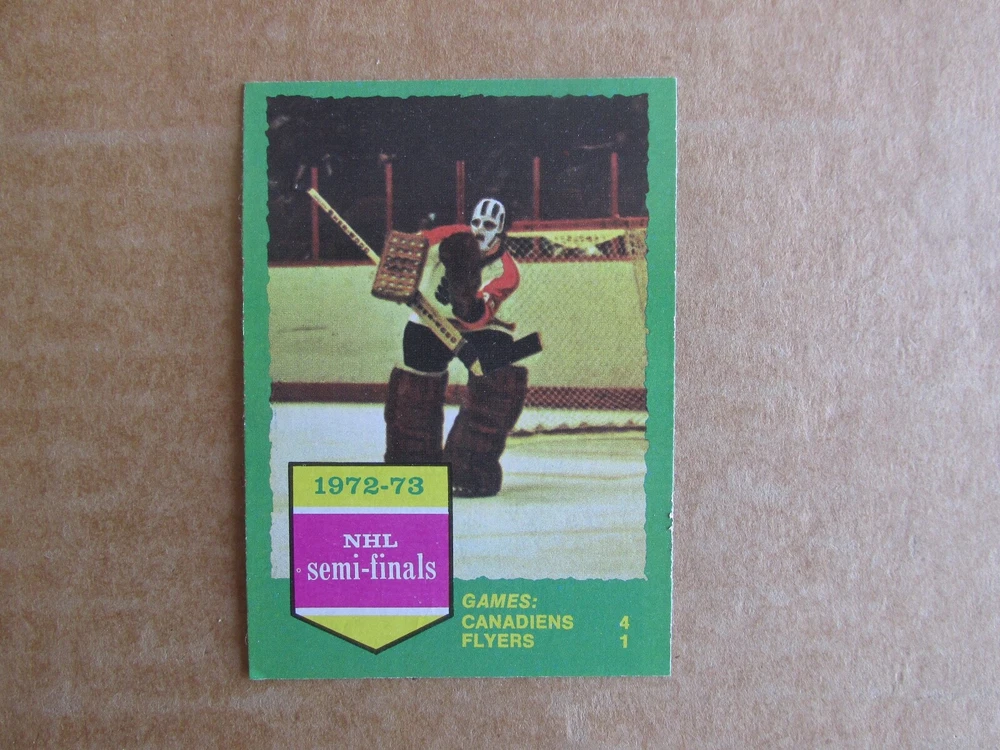 1972-73
NHL
semi-finals
GAMES:
CANADIENS 4
FLYERS 1